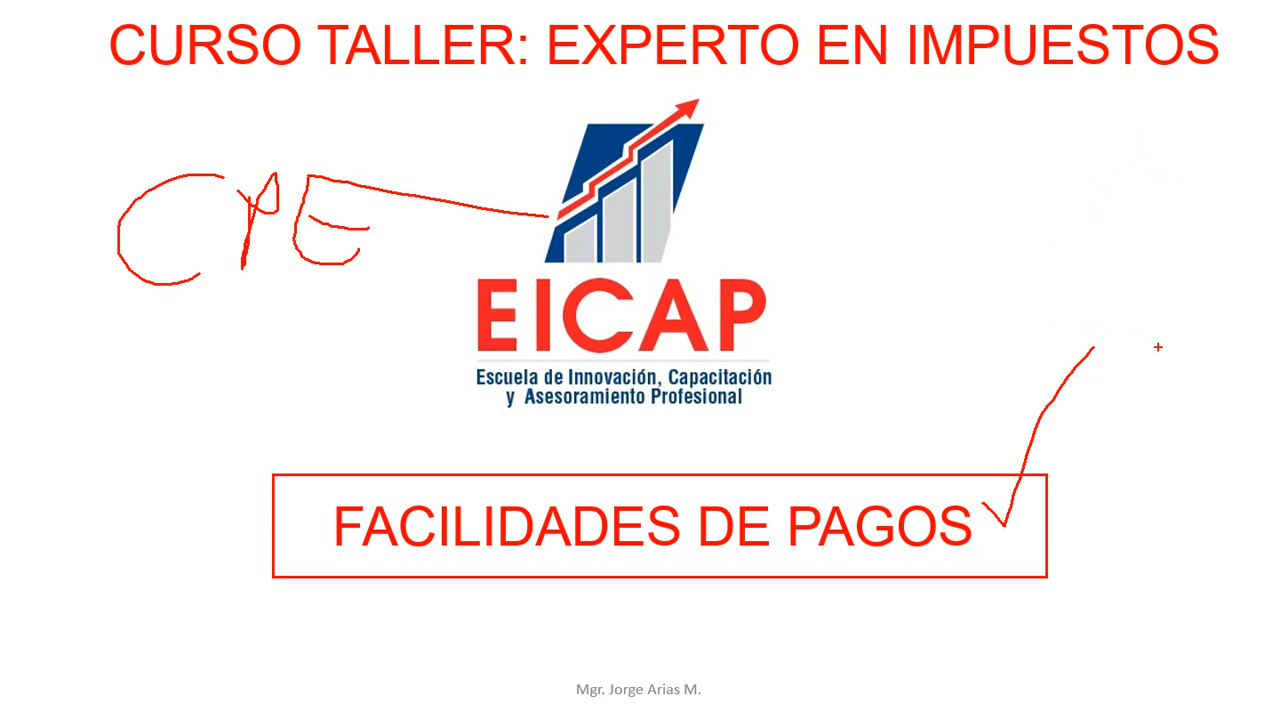 CURSO TALLER: EXPERTO EN IMPUESTOS
CPE
EICAP
Escuela de Innovación, Capacitación
y Asesoramiento Profesional
FACILIDADES DE PAGOS
Mgr. Jorge Arias M.